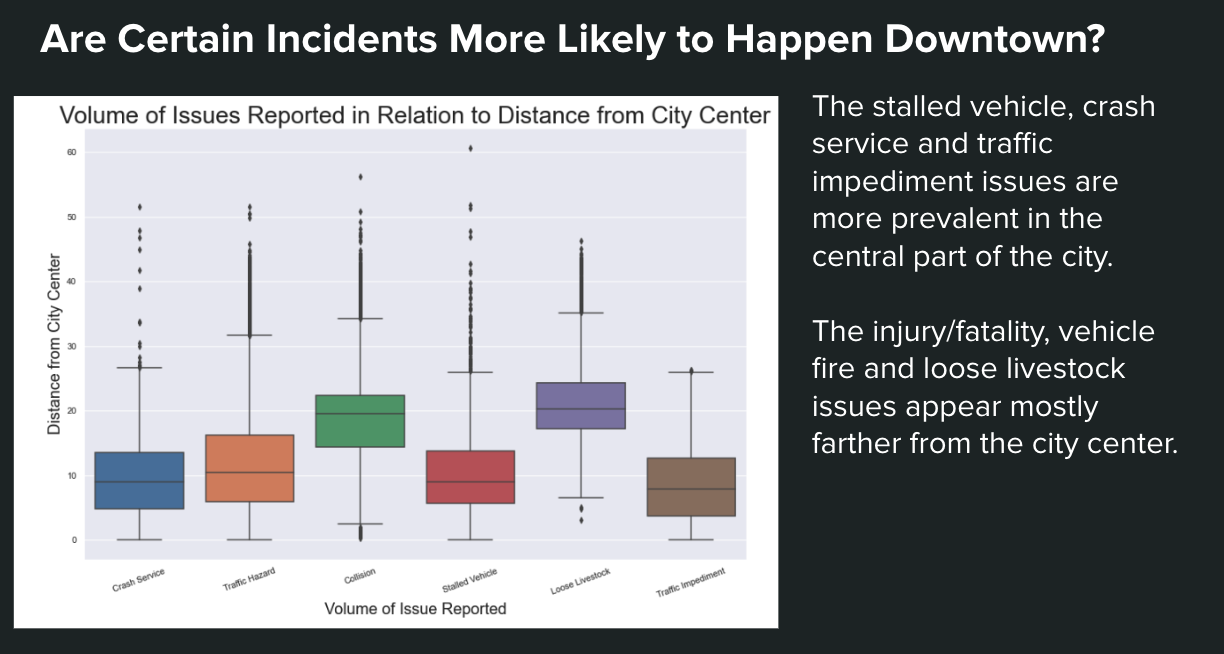 Are Certain Incidents More Likely to Happen Downtown?
Volume of Issues Reported in Relation to Distance from City Center
60
50
40
30
20
10
0
Distance from City Center
Crash Service
Traffic Hazard
Collision
Stalled Vehicle
Loose Livestock
Traffic Impediment
Volume of Issue Reported
The stalled vehicle, crash
service and traffic
impediment issues are
more prevalent in the
central part of the city.
The injury/fatality, vehicle
fire and loose livestock
issues appear mostly
farther from the city center.